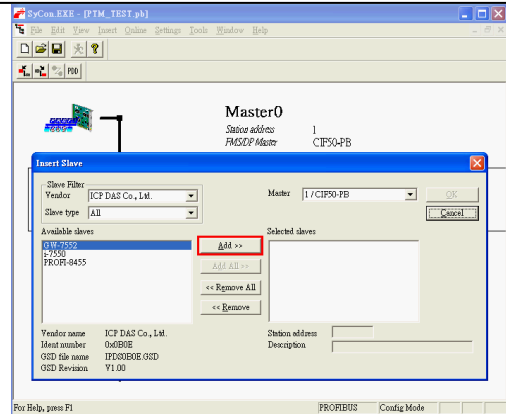 SyCon.EXE - [PTM_TEST.pb]
File Edit View Insert Online Settings Tools Window Help
PDD
Master0
Station address 1
FMS/DP Master CIF50-PB
Insert Slave
Slave Filter
Vendor ICP DAS Co., Ltd.
Slave type All
Master 1 / CIF50-PB
OK
Cancel
Available slaves
Selected slaves
GW-7552
i-7550
PROFI-8455
Add >>
Add All >>
<< Remove All
<< Remove
Vendor name ICP DAS Co., Ltd.
Ident number 0x0B0E
GSD file name IPDS0B0E.GSD
GSD Revision V1.00
Station address
Description
For Help, press F1
PROFIBUS Config Mode